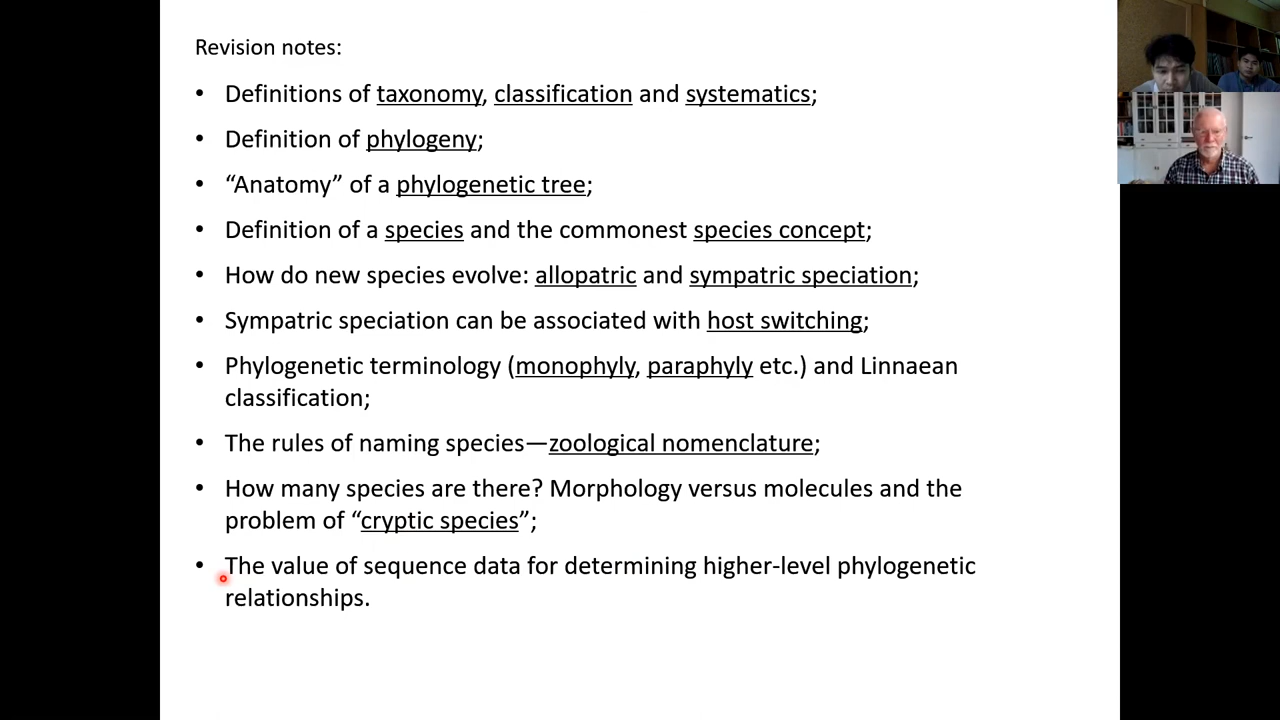 Revision notes:
• Definitions of taxonomy, classification and systematics;
• Definition of phylogeny;
• “Anatomy” of a phylogenetic tree;
• Definition of a species and the commonest species concept;
• How do new species evolve: allopatric and sympatric speciation;
• Sympatric speciation can be associated with host switching;
• Phylogenetic terminology (monophyly, paraphyly etc.) and Linnaean
classification;
• The rules of naming species—zoological nomenclature;
• How many species are there? Morphology versus molecules and the
problem of “cryptic species”;
• The value of sequence data for determining higher-level phylogenetic
relationships.